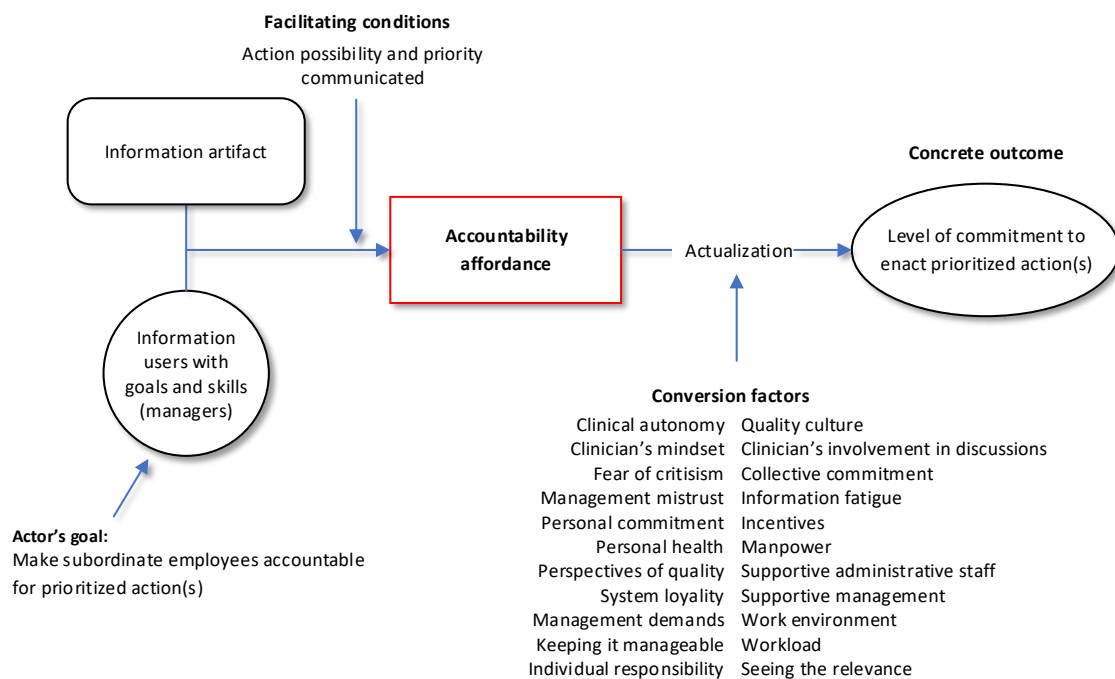 Facilitating conditions
Action possibility and priority
communicated
Information artifact
Concrete outcome
Accountability
affordance
Actualization
Level of commitment to
enact prioritized action(s)
Information
users with
goals and skills
(managers)
Actor's goal:
Make subordinate employees accountable
for prioritized action(s)
Conversion factors
Clinical autonomy Quality culture
Clinician's mindset Clinician's involvement in discussions
Fear of critisism Collective commitment
Management mistrust Information fatigue
Personal commitment Incentives
Personal health Manpower
Perspectives of quality Supportive administrative staff
System loyality Supportive management
Management demands Work environment
Keeping it manageable Workload
Individual responsibility Seeing the relevance